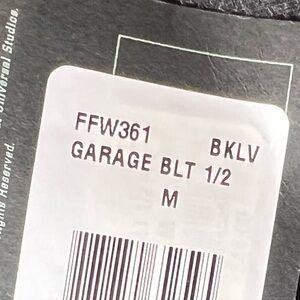 Universal Studios.
Rights Reserved.
FFW361 BKLV
GARAGE BLT 1/2
M